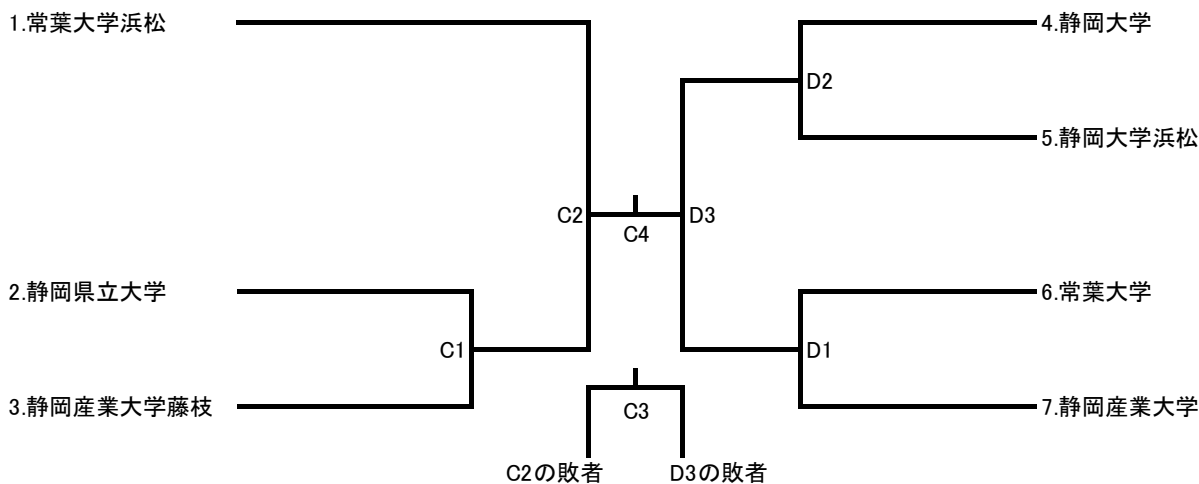 1.常葉大学浜松
4.静岡大学
D2
5.静岡大学浜松
C2
D3
C4
2.静岡県立大学
6.常葉大学
C1
D1
3.静岡産業大学藤枝
C3
7.静岡産業大学
C2の敗者
D3の敗者